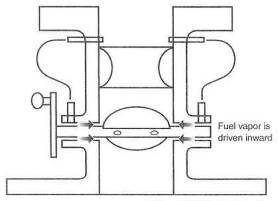 Fuel vapor is
driven inward